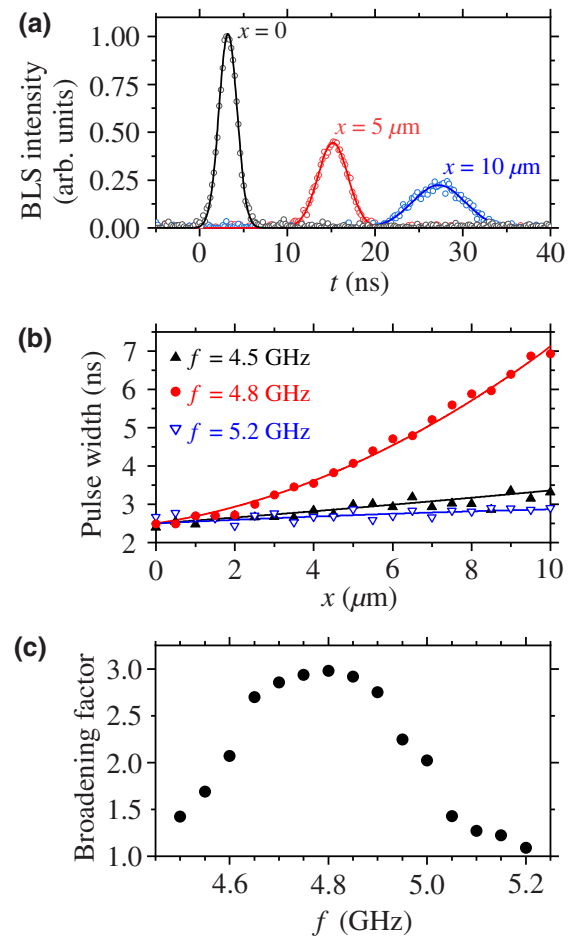 (a)
x = 0
x = 5 μm
x = 10 μm
1.00
0.75
0.50
0.25
0.00
BLS intensity
(arb. units)
0 10 20 30 40
t (ns)
(b)
f = 4.5 GHz
f = 4.8 GHz
f = 5.2 GHz
7
6
5
4
3
2
Pulse width (ns)
0 2 4 6 8 10
x (μm)
(c)
3.0
2.5
2.0
1.5
1.0
Broadening factor
4.6 4.8 5.0 5.2
f (GHz)